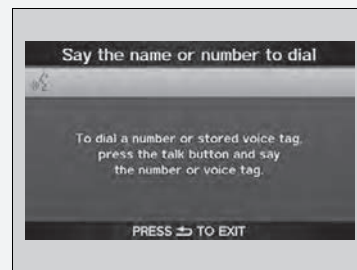 Say the name or number to dial
To dial a number or stored voice tag,
press the talk button and say
the number or voice tag.
PRESS TO EXIT